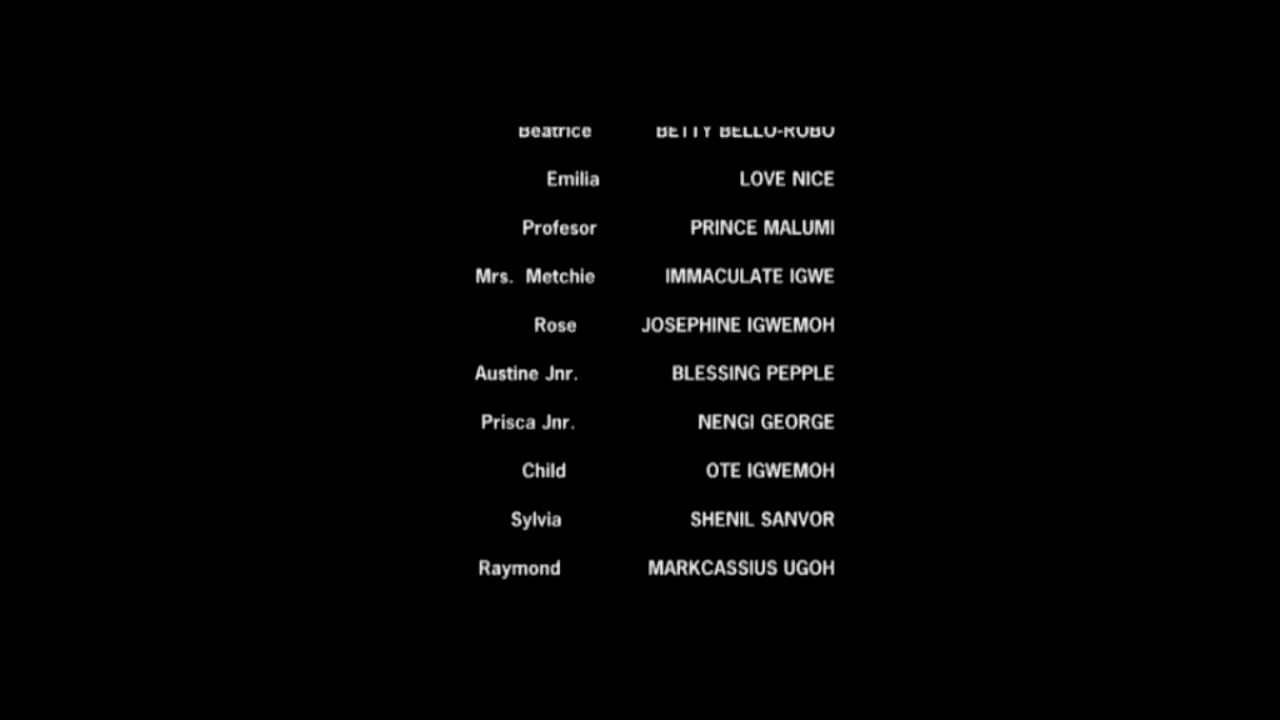 Beatrice BETTY BELLO-ROBO
Emilia LOVE NICE
Profesor PRINCE MALUMI
Mrs. Metchie IMMACULATE IGWE
Rose JOSEPHINE IGWEMOH
Austine Jnr. BLESSING PEPPLE
Prisca Jnr. NENGI GEORGE
Child OTE IGWEMOH
Sylvia SHENIL SANVOR
Raymond MARKCASSIUS UGOH